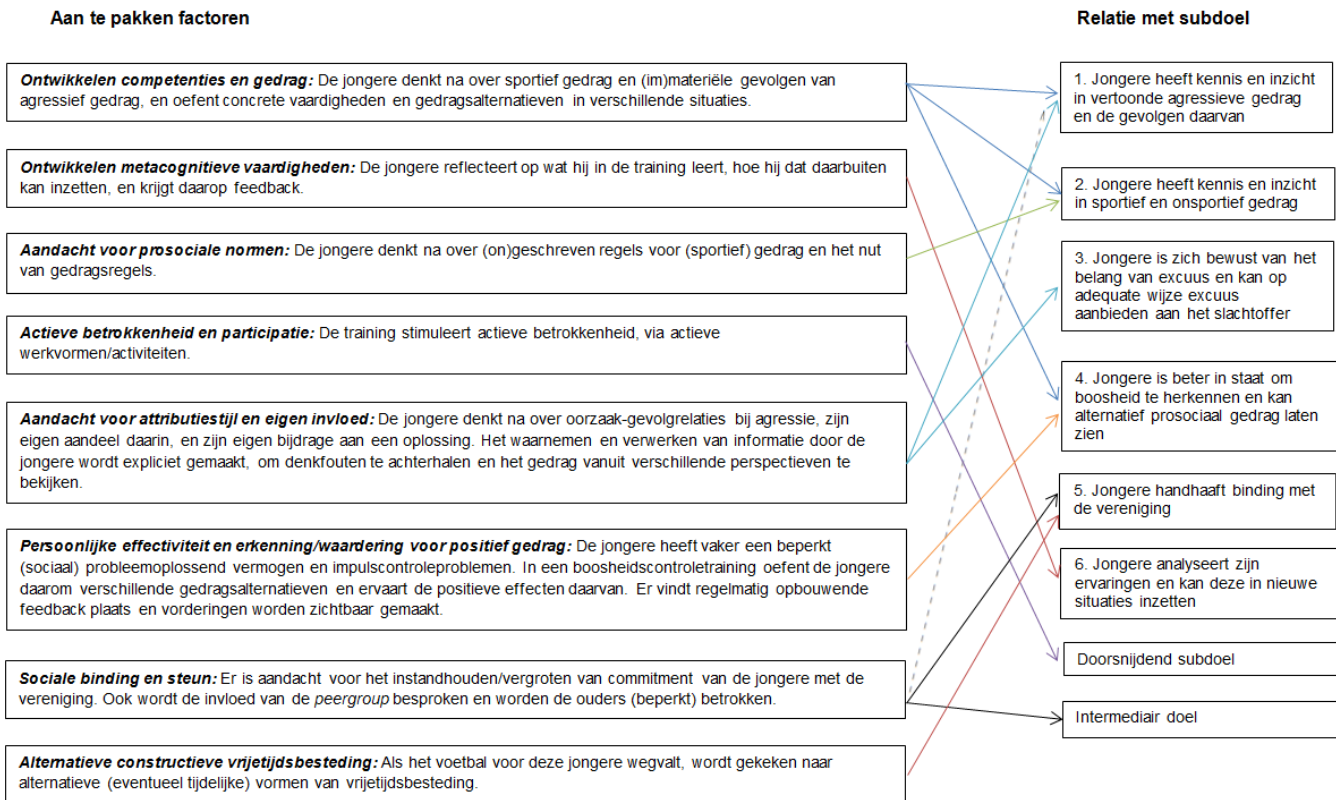 Aan te pakken factoren
Relatie met subdoel
Ontwikkelen competenties en gedrag: De jongere denkt na over sportief gedrag en (im)materiële gevolgen van
agressief gedrag, en oefent concrete vaardigheden en gedragsalternatieven in verschillende situaties.
Ontwikkelen metacognitieve vaardigheden: De jongere reflecteert op wat hij in de training leert, hoe hij dat daarbuiten
kan inzetten, en krijgt daarop feedback.
Aandacht voor prosociale normen: De jongere denkt na over (on)geschreven regels voor (sportief) gedrag en het nut
van gedragsregels.
Actieve betrokkenheid en participatie: De training stimuleert actieve betrokkenheid, via actieve
werkvormen/activiteiten.
Aandacht voor attributiestijl en eigen invloed: De jongere denkt na over oorzaak-gevolgrelaties bij agressie, zijn
eigen aandeel daarin, en zijn eigen bijdrage aan een oplossing. Het waarnemen en verwerken van informatie door de
jongere wordt expliciet gemaakt, om denkfouten te achterhalen en het gedrag vanuit verschillende perspectieven te
bekijken.
Persoonlijke effectiviteit en erkenning/waardering voor positief gedrag: De jongere heeft vaker een beperkt
(sociaal) probleemoplossend vermogen en impulscontroleproblemen. In een boosheidscontroletraining oefent de jongere
daarom verschillende gedragsalternatieven en ervaart de positieve effecten daarvan. Er vindt regelmatig opbouwende
feedback plaats en vorderingen worden zichtbaar gemaakt.
Sociale binding en steun: Er is aandacht voor het instandhouden/vergroten van commitment van de jongere met de
vereniging. Ook wordt de invloed van de peergroup besproken en worden de ouders (beperkt) betrokken.
Alternatieve constructieve vrijetijdsbesteding: Als het voetbal voor deze jongere wegvalt, wordt gekeken naar
alternatieve (eventueel tijdelijke) vormen van vrijetijdsbesteding.
1. Jongere heeft kennis en inzicht
in vertoonde agressieve gedrag
en de gevolgen daarvan
2. Jongere heeft kennis en inzicht
in sportief en onsportief gedrag
3. Jongere is zich bewust van het
belang van excuus en kan op
adequate wijze excuus
aanbieden aan het slachtoffer
4. Jongere is beter in staat om
boosheid te herkennen en kan
alternatief prosociaal gedrag laten
zien
5. Jongere handhaaft binding met
de vereniging
6. Jongere analyseert zijn
ervaringen en kan deze in nieuwe
situaties inzetten
Doorsnijdend subdoel
Intermediair doel